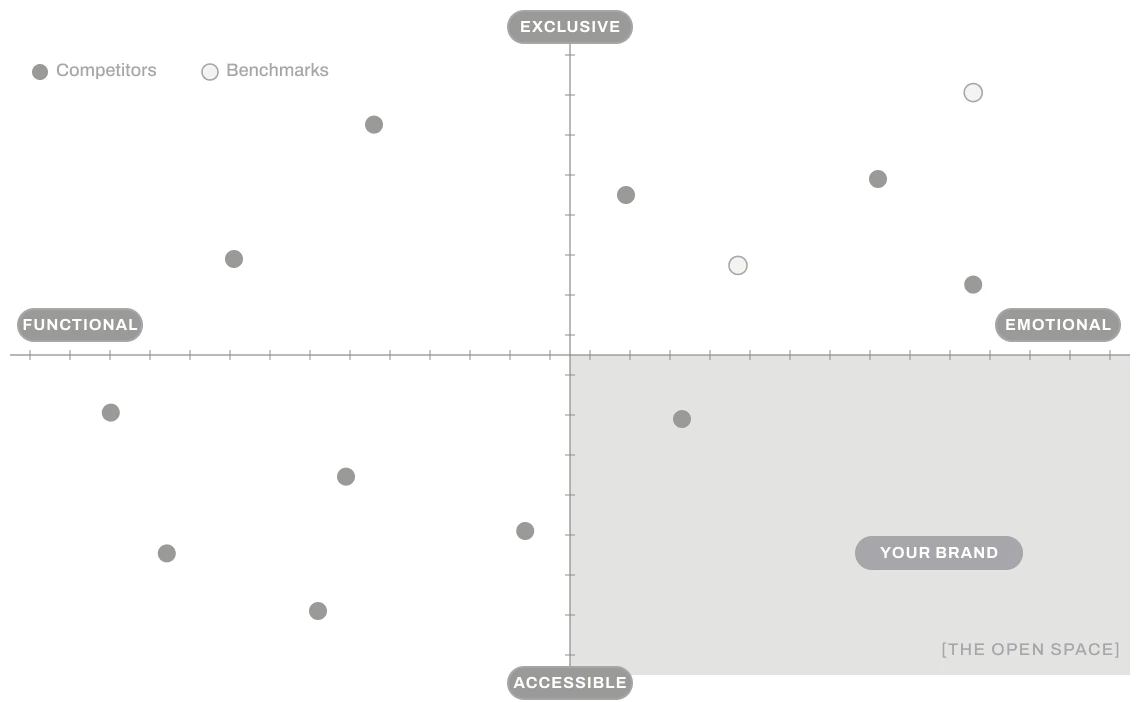 EXCLUSIVE
Competitors
Benchmarks
FUNCTIONAL
EMOTIONAL
YOUR BRAND
[THE OPEN SPACE]
ACCESSIBLE